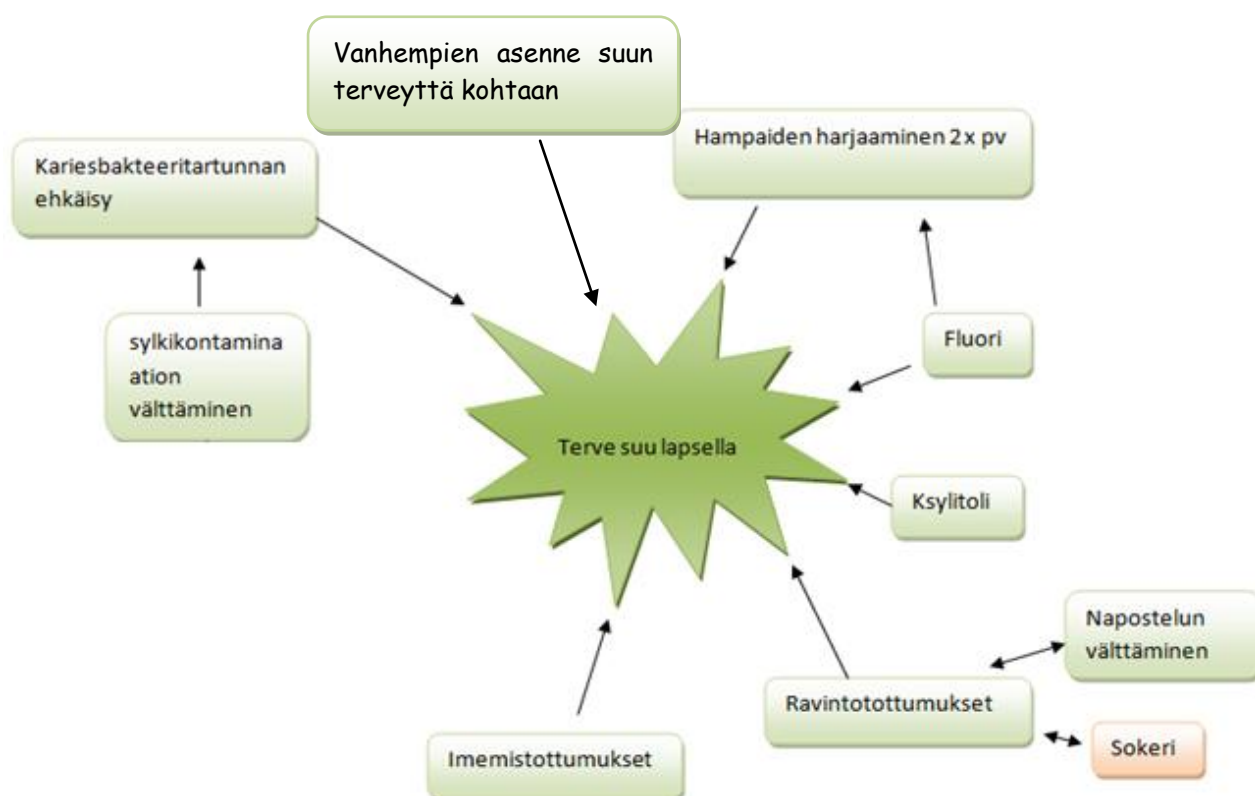 Vanhempien asenne suun
terveyttä kohtaan
Hampaiden harjaaminen 2x pv
Kariesbakteeritartunnan
ehkäisy
sylkikontamina
ation
välttäminen
Fluori
Terve suu lapsella
Ksylitoli
Napostelun
välttäminen
Ravintotottumukset
Sokeri
Imemistottumukset